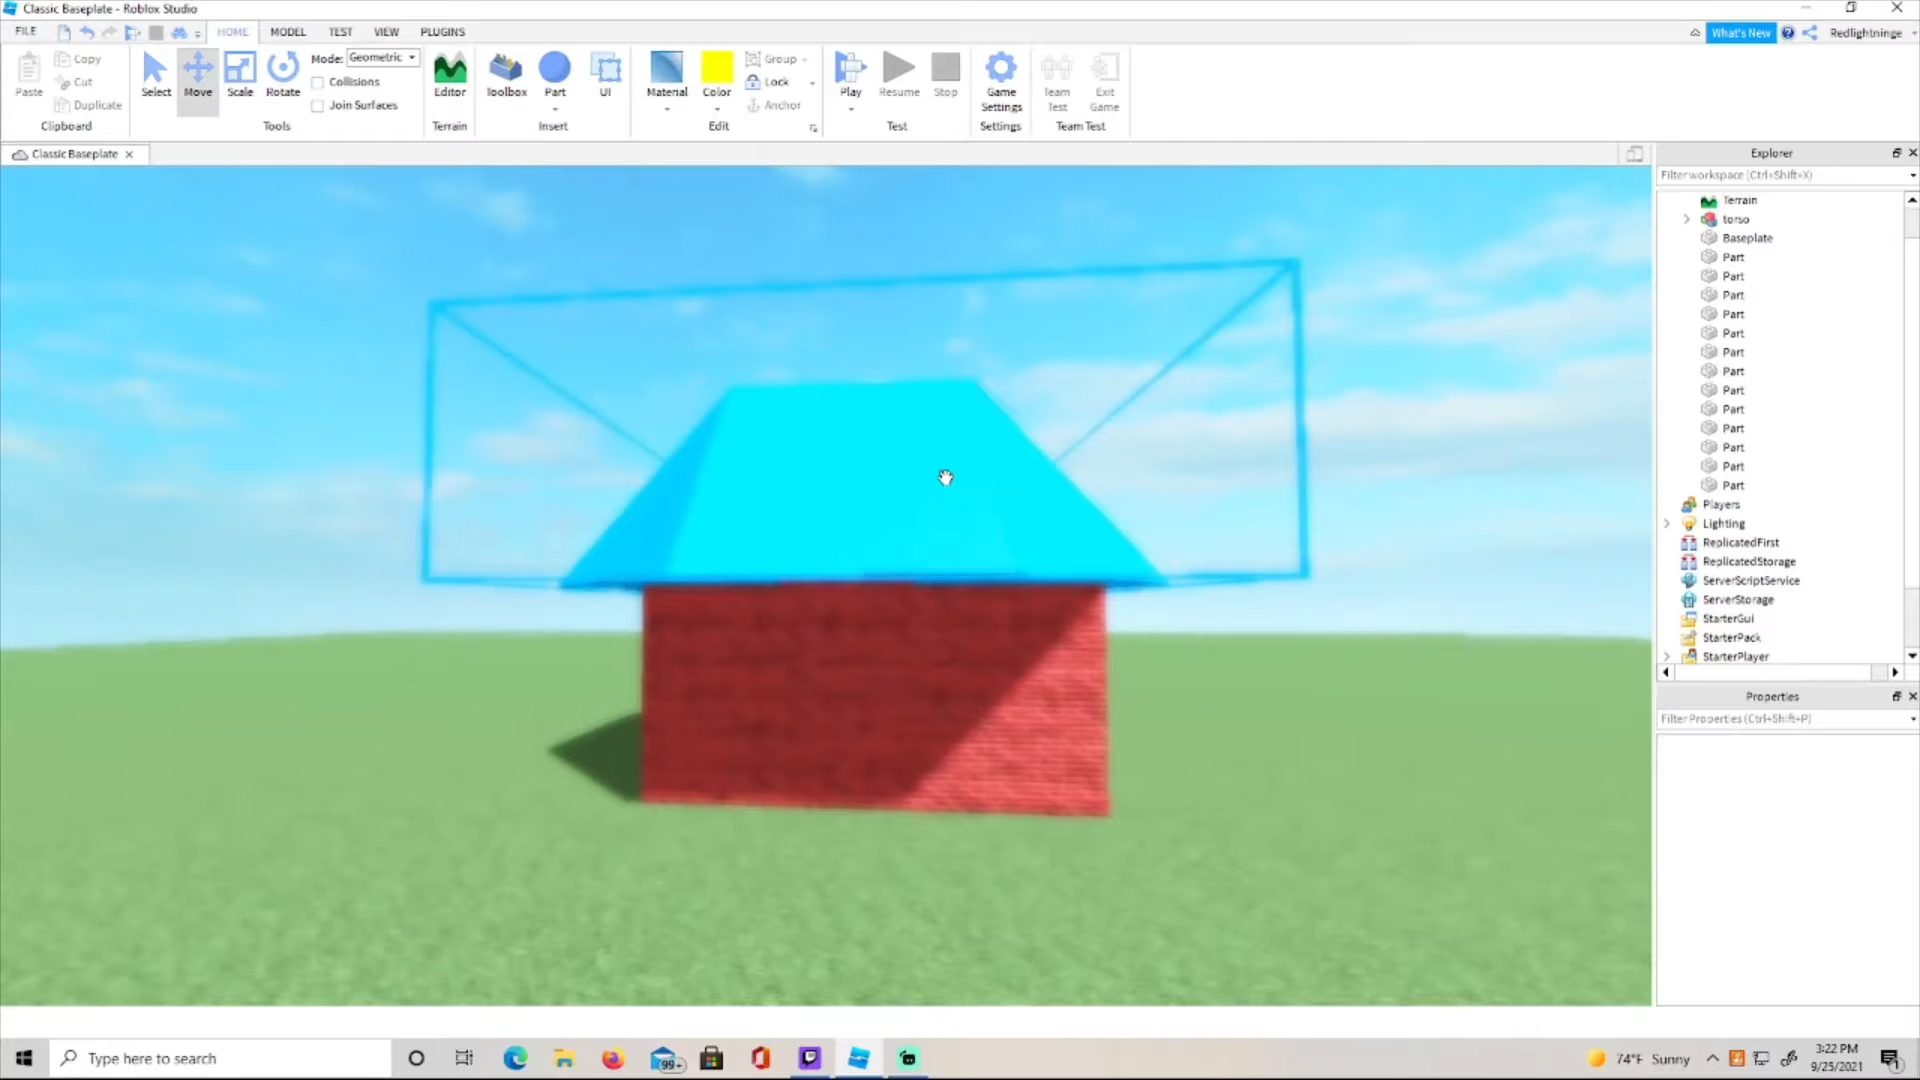 Classic Baseplate - Roblox Studio
FILE HOME MODEL TEST VIEW PLUGINS What's New Redlightninge
Paste Copy Cut Duplicate Clipboard
Select Move Scale Rotate Mode: Geometric Collisions Join Surfaces Tools
Editor Terrain
Toolbox Part UI Insert
Material Color Group Lock Anchor Edit
Play Resume Stop Test
Game Settings Settings
Team Test Exit Game Team Test
Classic Baseplate
Explorer
Filter workspace (Ctrl+Shift+X)
Terrain
torso
Baseplate
Part
Part
Part
Part
Part
Part
Part
Part
Part
Part
Part
Part
Part
Players
Lighting
ReplicatedFirst
ReplicatedStorage
ServerScriptService
ServerStorage
StarterGui
StarterPack
StarterPlayer
Properties
Filter Properties (Ctrl+Shift+P)
Type here to search
99+
74°F Sunny
3:22 PM
9/25/2021
1